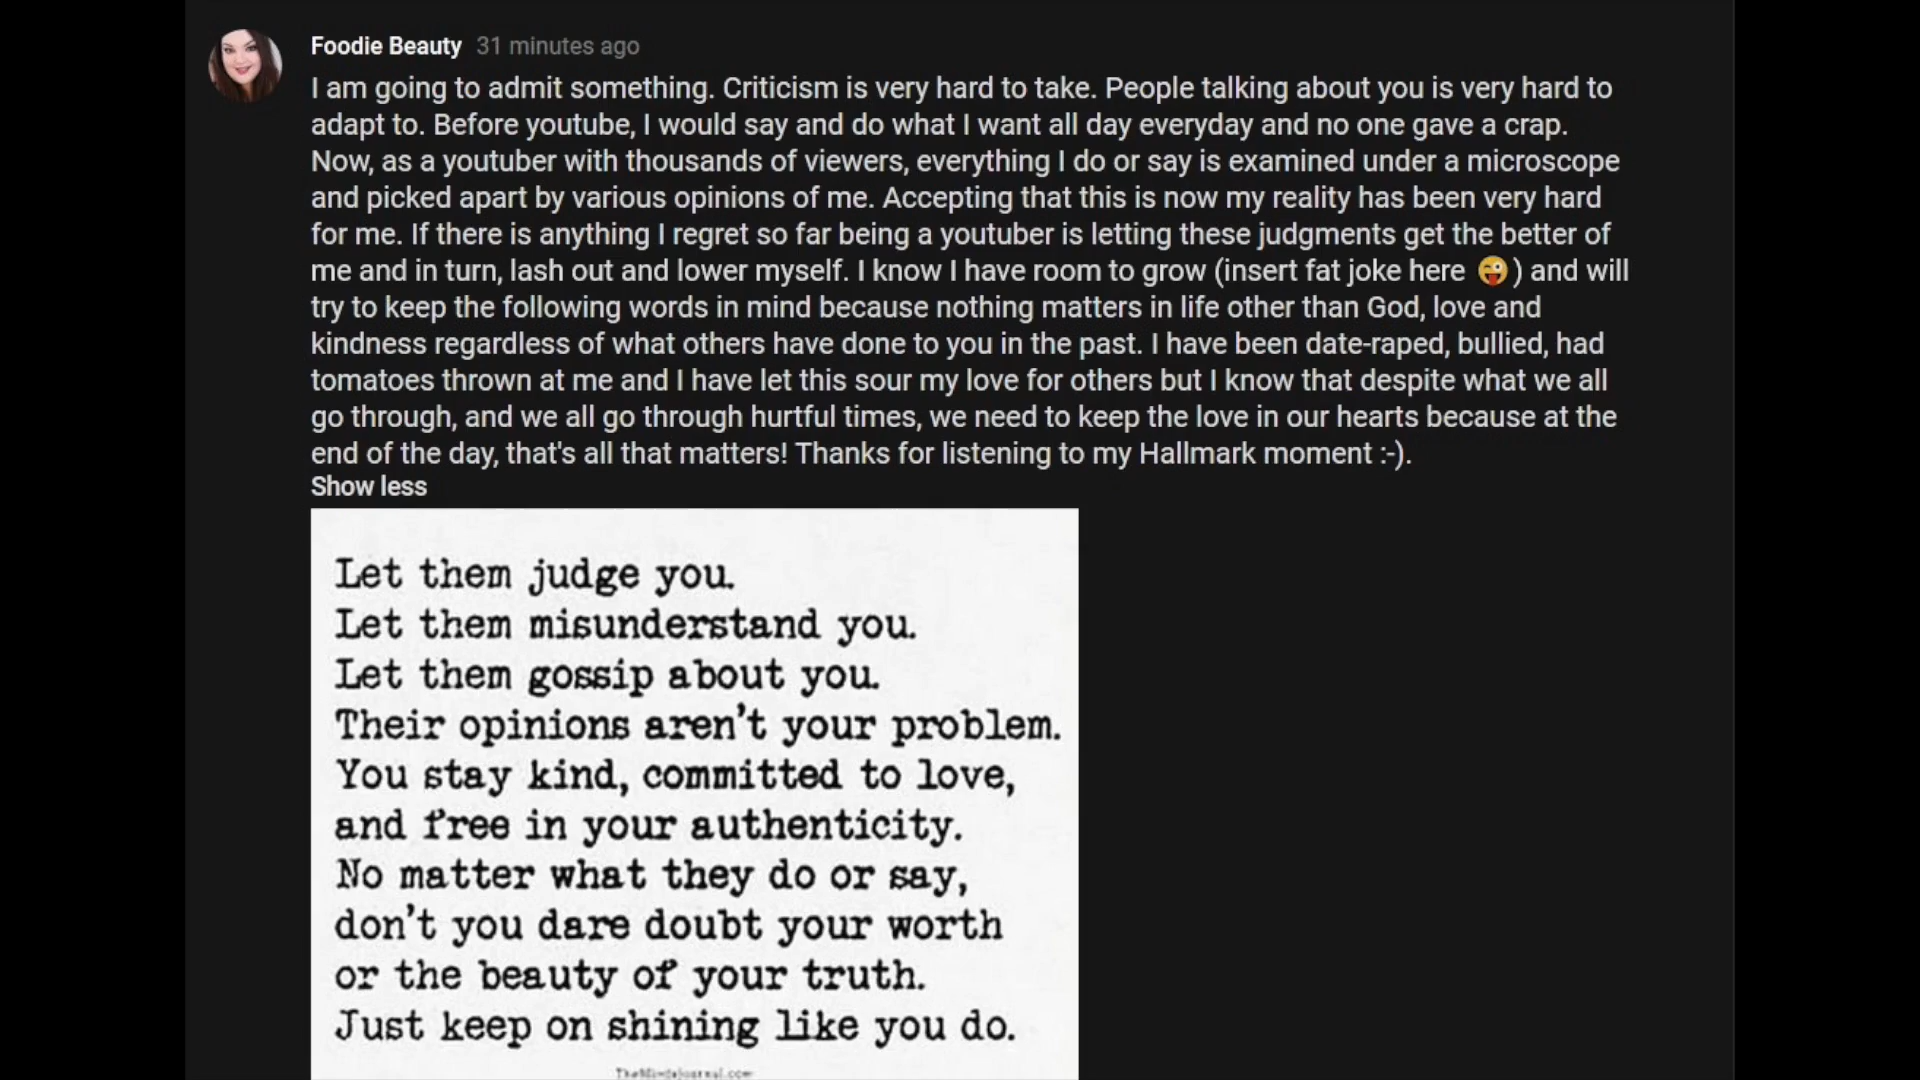 Foodie Beauty 31 minutes ago
I am going to admit something. Criticism is very hard to take. People talking about you is very hard to
adapt to. Before youtube, I would say and do what I want all day everyday and no one gave a crap.
Now, as a youtuber with thousands of viewers, everything I do or say is examined under a microscope
and picked apart by various opinions of me. Accepting that this is now my reality has been very hard
for me. If there is anything I regret so far being a youtuber is letting these judgments get the better of
me and in turn, lash out and lower myself. I know I have room to grow (insert fat joke here 😜) and will
try to keep the following words in mind because nothing matters in life other than God, love and
kindness regardless of what others have done to you in the past. I have been date-raped, bullied, had
tomatoes thrown at me and I have let this sour my love for others but I know that despite what we all
go through, and we all go through hurtful times, we need to keep the love in our hearts because at the
end of the day, that's all that matters! Thanks for listening to my Hallmark moment :-).
Show less
Let them judge you.
Let them misunderstand you.
Let them gossip about you.
Their opinions aren't your problem.
You stay kind, committed to love,
and free in your authenticity.
No matter what they do or say,
don't you dare doubt your worth
or the beauty of your truth.
Just keep on shining like you do.
TheMindsJournal.com